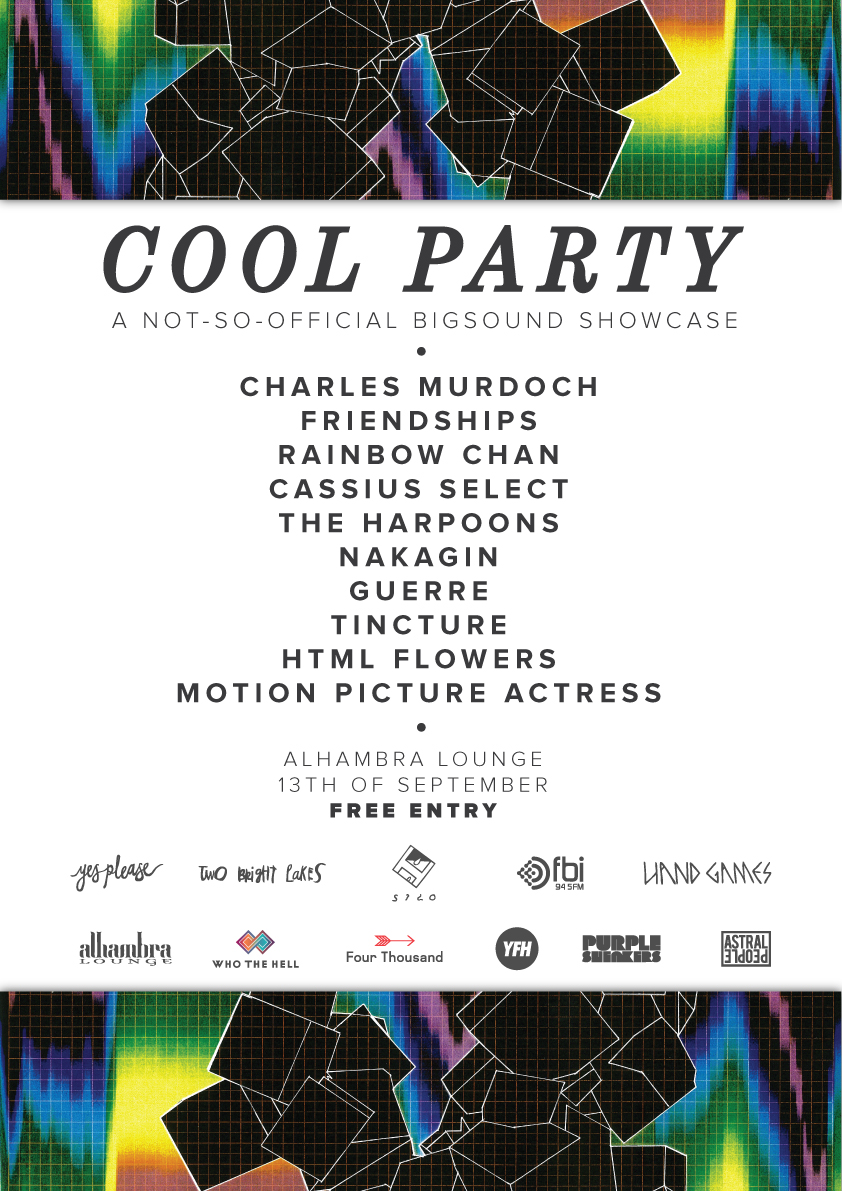 COOL PARTY
A NOT-SO-OFFICIAL BIGSOUND SHOWCASE
•
CHARLES MURDOCH
FRIENDSHIPS
RAINBOW CHAN
CASSIUS SELECT
THE HARPOONS
NAKAGIN
GUERRE
TINCTURE
HTML FLOWERS
MOTION PICTURE ACTRESS
•
ALHAMBRA LOUNGE
13TH OF SEPTEMBER
FREE ENTRY
yes please
TWO BRIGHT LAKES
SILO
fbi
94.5FM
HAND GAMES
alhambra
LOUNGE
WHO THE HELL
Four Thousand
YFH
PURPLE
SNEAKERS
ASTRAL
PEOPLE